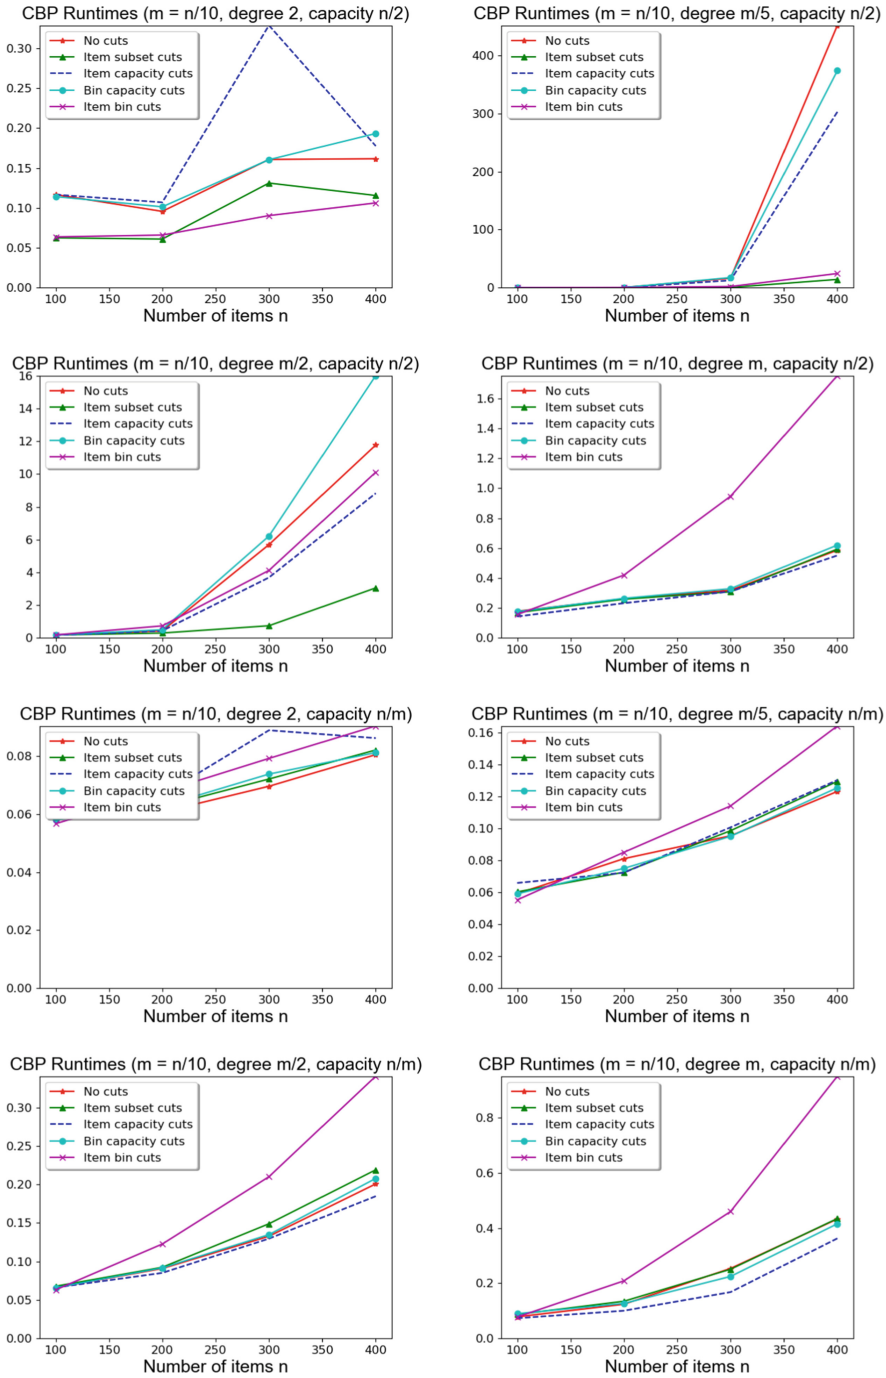 CBP Runtimes (m = n/10, degree 2, capacity n/2)
0.30
0.25
0.20
0.15
0.10
0.05
0.00
No cuts
Item subset cuts
Item capacity cuts
Bin capacity cuts
Item bin cuts
100 150 200 250 300 350 400
Number of items n
CBP Runtimes (m = n/10, degree m/5, capacity n/2)
400
300
200
100
0
No cuts
Item subset cuts
Item capacity cuts
Bin capacity cuts
Item bin cuts
100 150 200 250 300 350 400
Number of items n
CBP Runtimes (m = n/10, degree m/2, capacity n/2)
16
14
12
10
8
6
4
2
0
No cuts
Item subset cuts
Item capacity cuts
Bin capacity cuts
Item bin cuts
100 150 200 250 300 350 400
Number of items n
CBP Runtimes (m = n/10, degree m, capacity n/2)
1.6
1.4
1.2
1.0
0.8
0.6
0.4
0.2
0.0
No cuts
Item subset cuts
Item capacity cuts
Bin capacity cuts
Item bin cuts
100 150 200 250 300 350 400
Number of items n
CBP Runtimes (m = n/10, degree 2, capacity n/m)
0.08
0.06
0.04
0.02
0.00
No cuts
Item subset cuts
Item capacity cuts
Bin capacity cuts
Item bin cuts
100 150 200 250 300 350 400
Number of items n
CBP Runtimes (m = n/10, degree m/5, capacity n/m)
0.16
0.14
0.12
0.10
0.08
0.06
0.04
0.02
0.00
No cuts
Item subset cuts
Item capacity cuts
Bin capacity cuts
Item bin cuts
100 150 200 250 300 350 400
Number of items n
CBP Runtimes (m = n/10, degree m/2, capacity n/m)
0.30
0.25
0.20
0.15
0.10
0.05
0.00
No cuts
Item subset cuts
Item capacity cuts
Bin capacity cuts
Item bin cuts
100 150 200 250 300 350 400
Number of items n
CBP Runtimes (m = n/10, degree m, capacity n/m)
0.8
0.6
0.4
0.2
0.0
No cuts
Item subset cuts
Item capacity cuts
Bin capacity cuts
Item bin cuts
100 150 200 250 300 350 400
Number of items n